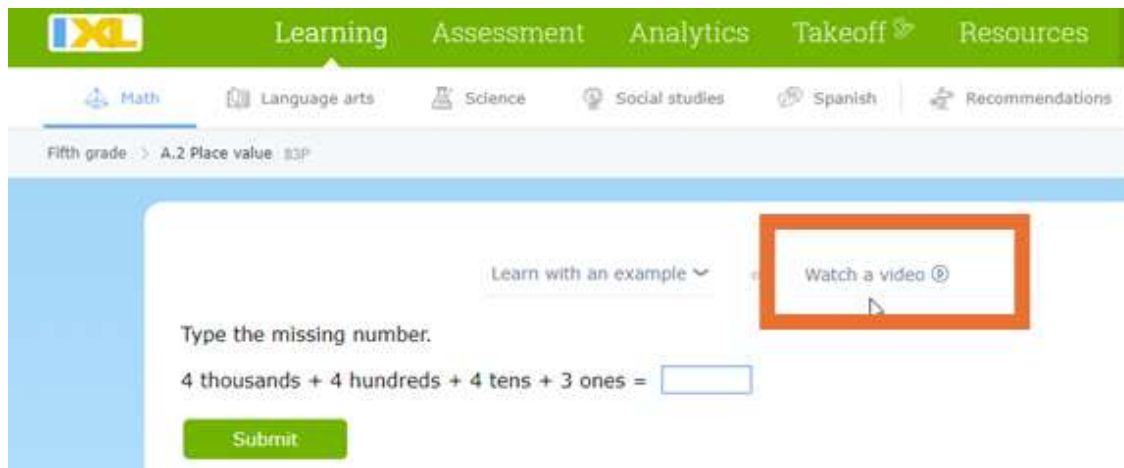 IXL Learning Assessment Analytics Takeoff Resources
Math Language arts Science Social studies Spanish Recommendations
Fifth grade > A.2 Place value 83P
Learn with an example Watch a video
Type the missing number.
4 thousands + 4 hundreds + 4 tens + 3 ones =
Submit